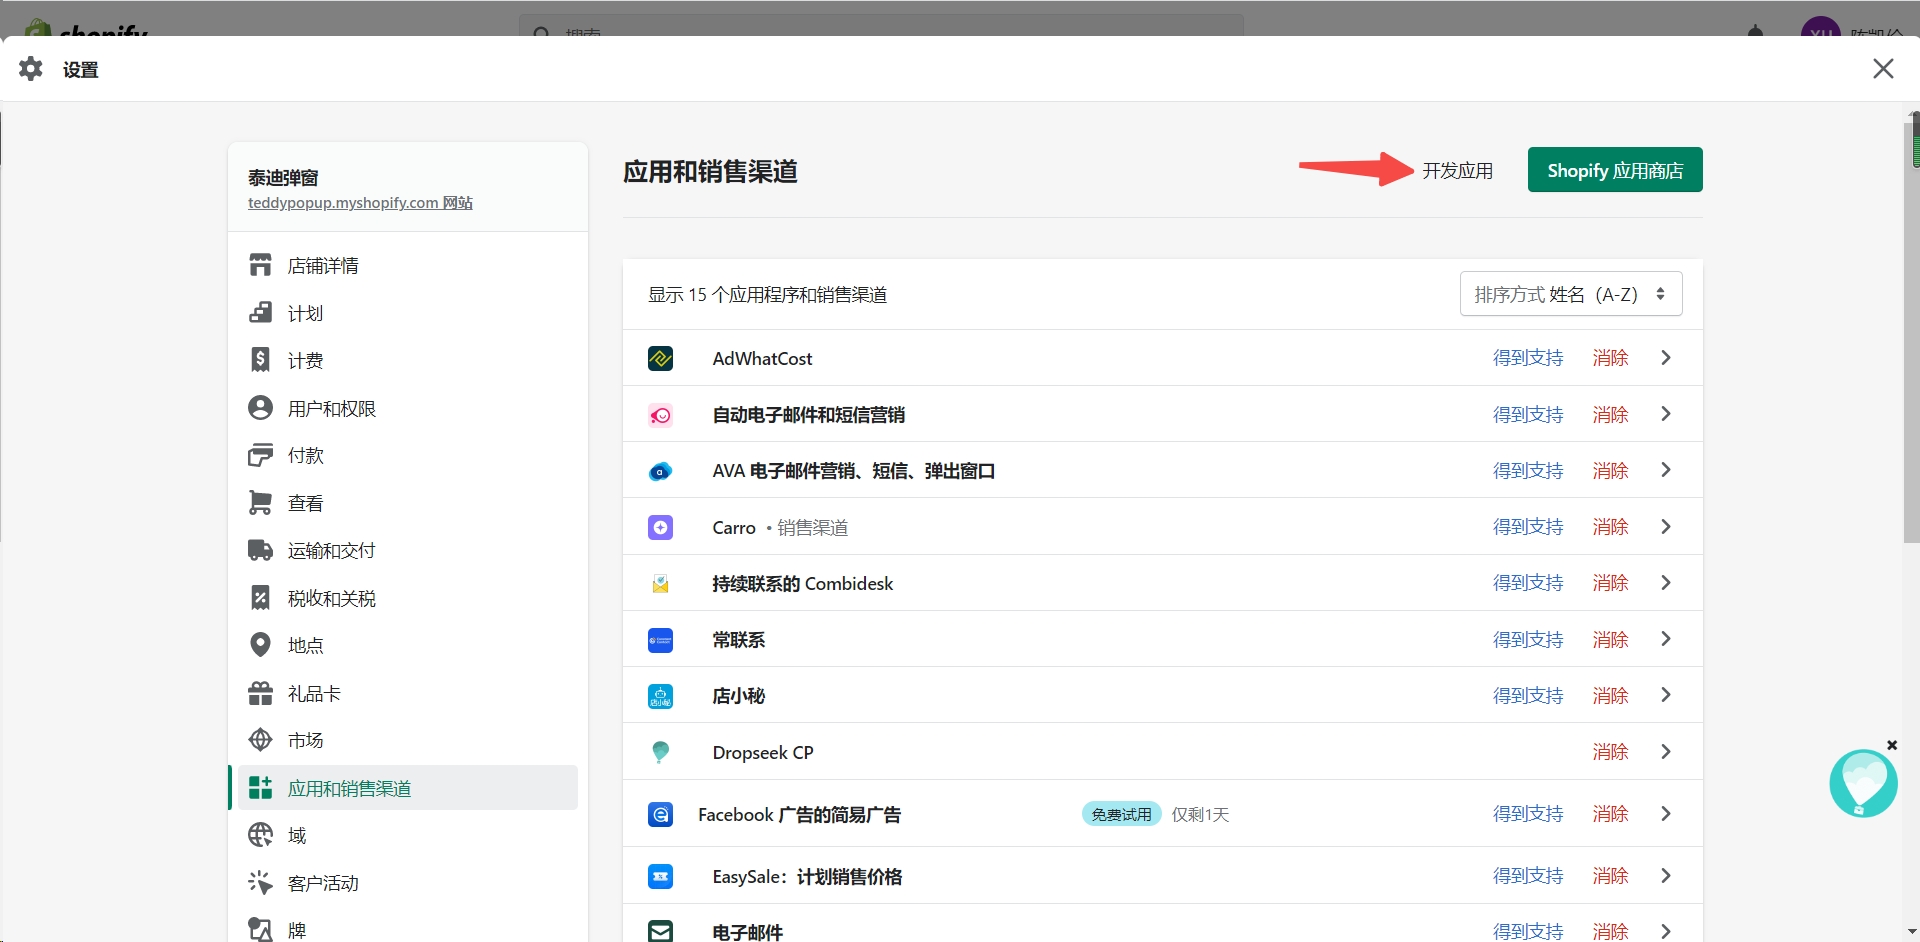 shopify
搜索
XU
陈凯伦
设置
泰迪弹窗
teddypopup.myshopify.com 网站
店铺详情
计划
计费
用户和权限
付款
查看
运输和交付
税收和关税
地点
礼品卡
市场
应用和销售渠道
域
客户活动
牌
应用和销售渠道
开发应用
Shopify 应用商店
显示 15 个应用程序和销售渠道
排序方式 姓名（A-Z）
AdWhatCost 得到支持 消除
自动电子邮件和短信营销 得到支持 消除
AVA 电子邮件营销、短信、弹出窗口 得到支持 消除
Carro • 销售渠道 得到支持 消除
持续联系的 Combidesk 得到支持 消除
常联系 得到支持 消除
店小秘 得到支持 消除
Dropseek CP 消除
Facebook 广告的简易广告 免费试用 仅剩1天 得到支持 消除
EasySale：计划销售价格 得到支持 消除
电子邮件 得到支持 消除